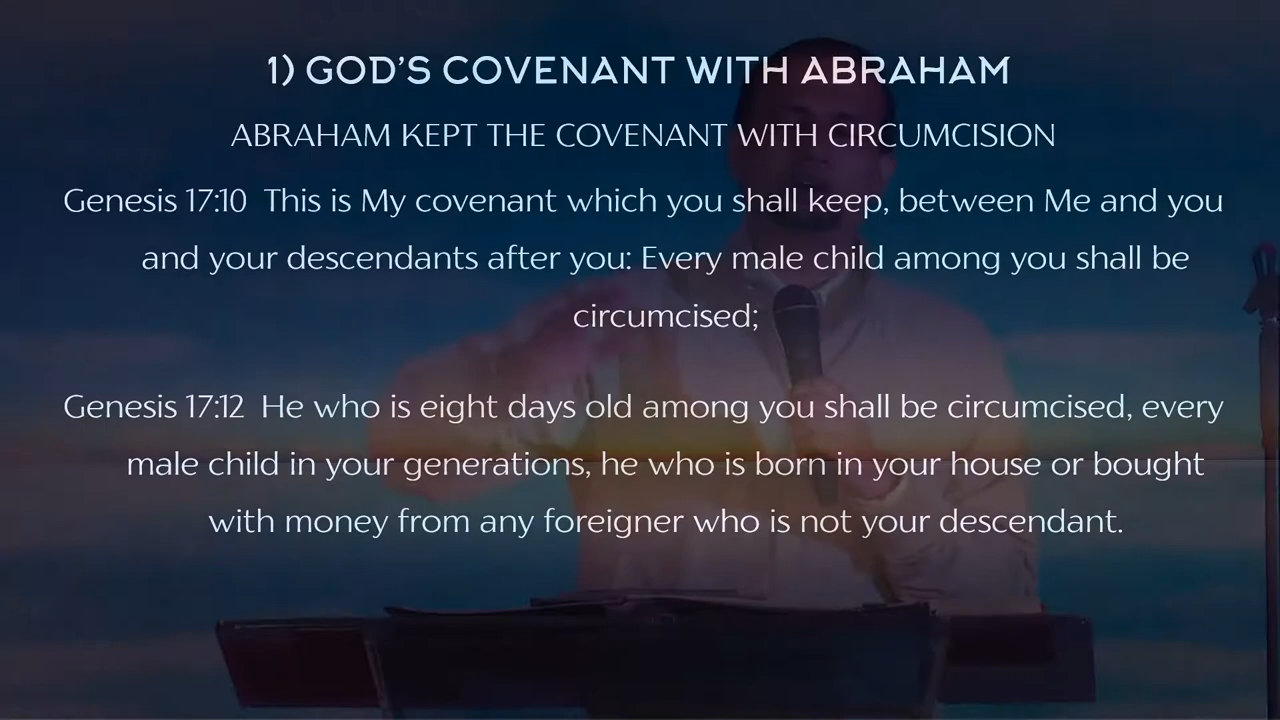 1) GOD'S COVENANT WITH ABRAHAM
ABRAHAM KEPT THE COVENANT WITH CIRCUMCISION
Genesis 17:10  This is My covenant which you shall keep, between Me and you
and your descendants after you: Every male child among you shall be
circumcised;
Genesis 17:12  He who is eight days old among you shall be circumcised, every
male child in your generations, he who is born in your house or bought
with money from any foreigner who is not your descendant.